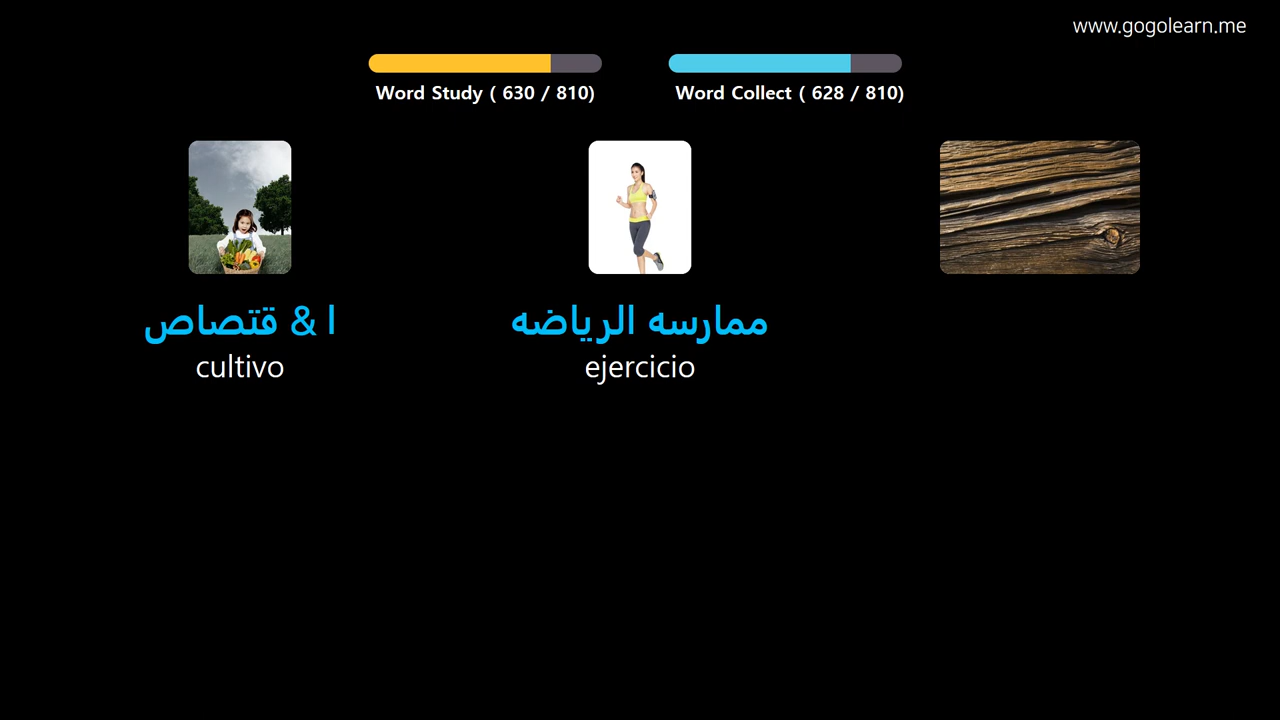 www.gogolearn.me
Word Study ( 630 / 810)
Word Collect ( 628 / 810)
ا & قتصاص
ممارسه الرياضه
cultivo
ejercicio